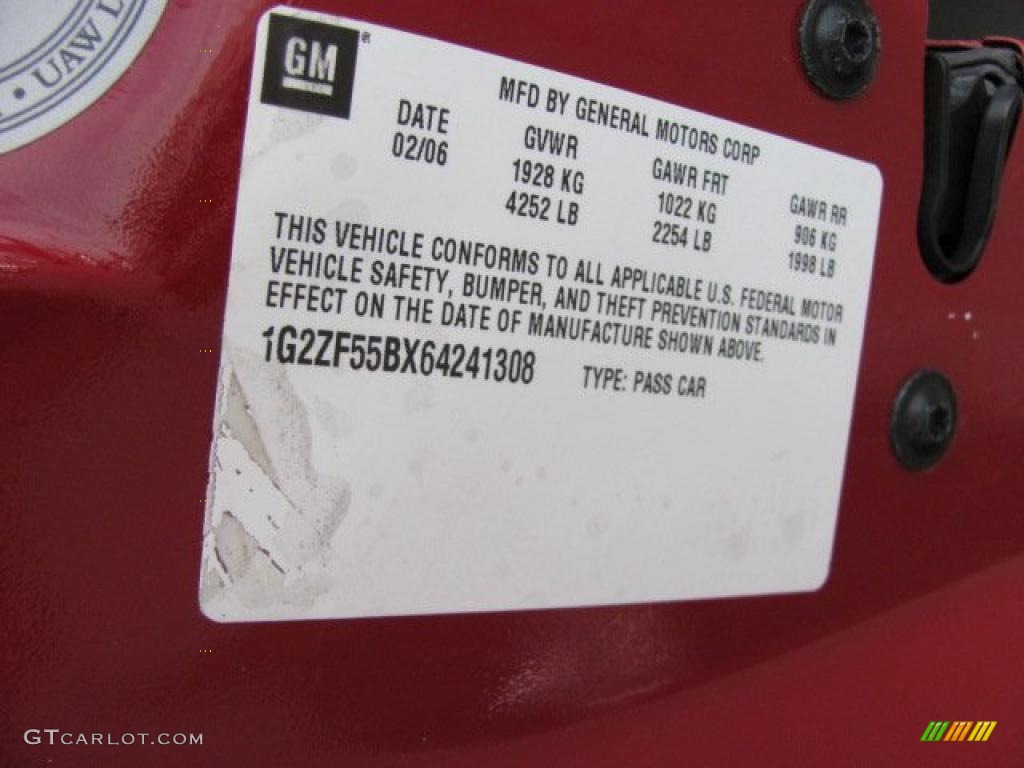 UAW
GM
MFD BY GENERAL MOTORS CORP
DATE GVWR GAWR FRT GAWR RR
02/06 1928 KG 1022 KG 906 KG
4252 LB 2254 LB 1998 LB
THIS VEHICLE CONFORMS TO ALL APPLICABLE U.S. FEDERAL MOTOR
VEHICLE SAFETY, BUMPER, AND THEFT PREVENTION STANDARDS IN
EFFECT ON THE DATE OF MANUFACTURE SHOWN ABOVE.
1G2ZF55BX64241308 TYPE: PASS CAR
GTCARLOT.COM